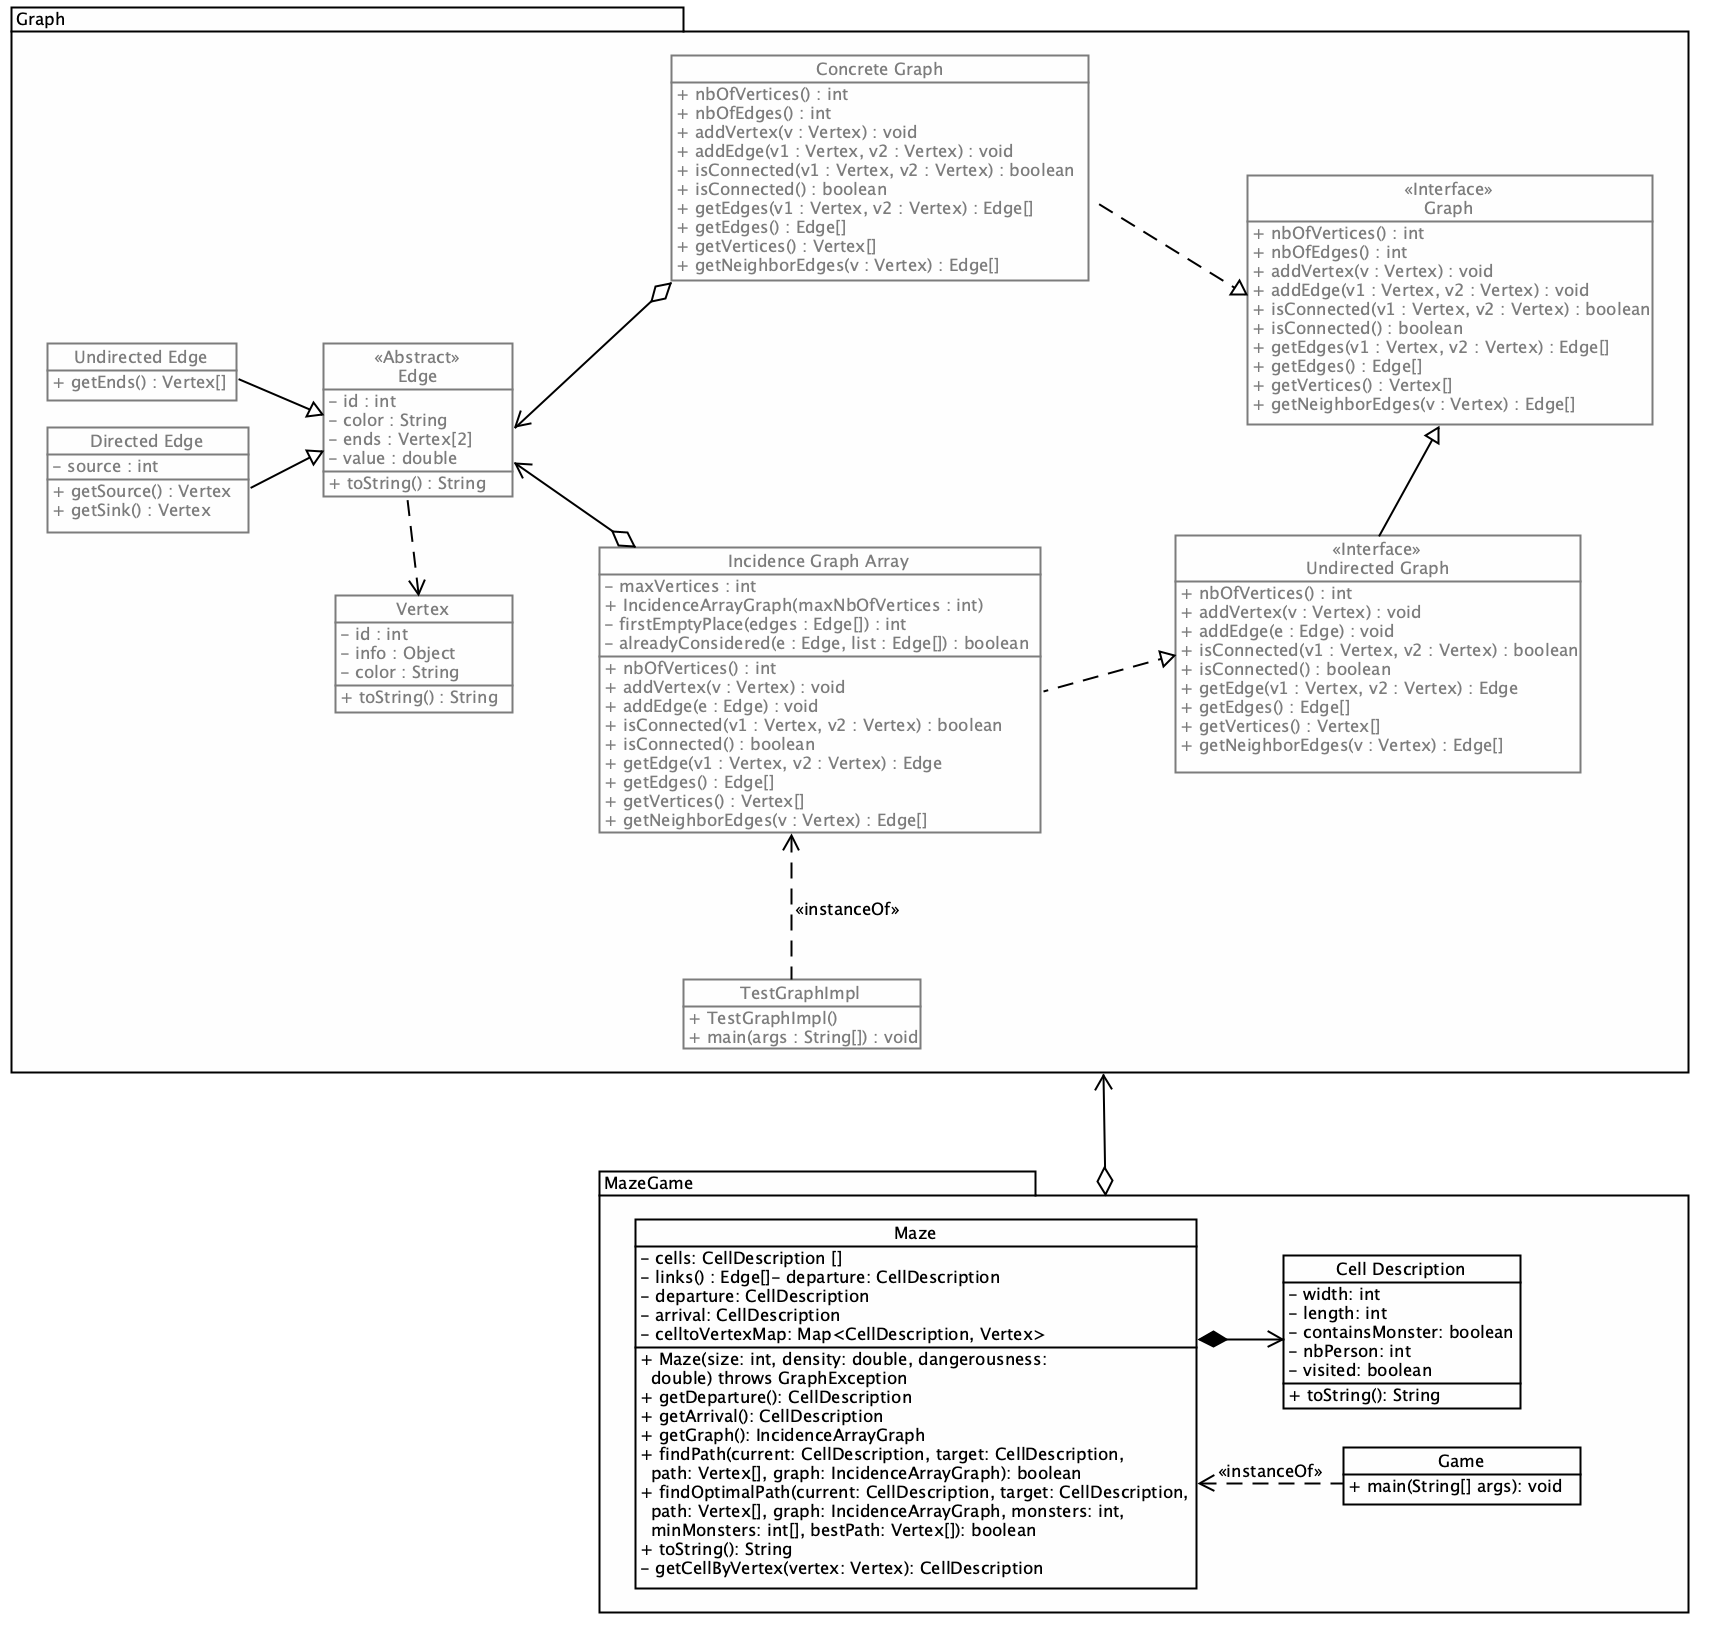 Graph
Concrete Graph
+ nbOfVertices() : int
+ nbOfEdges() : int
+ addVertex(v : Vertex) : void
+ addEdge(v1 : Vertex, v2 : Vertex) : void
+ isConnected(v1 : Vertex, v2 : Vertex) : boolean
+ isConnected() : boolean
+ getEdges(v1 : Vertex, v2 : Vertex) : Edge[]
+ getEdges() : Edge[]
+ getVertices() : Vertex[]
+ getNeighborEdges(v : Vertex) : Edge[]
«Interface»
Graph
+ nbOfVertices() : int
+ nbOfEdges() : int
+ addVertex(v : Vertex) : void
+ addEdge(v1 : Vertex, v2 : Vertex) : void
+ isConnected(v1 : Vertex, v2 : Vertex) : boolean
+ isConnected() : boolean
+ getEdges(v1 : Vertex, v2 : Vertex) : Edge[]
+ getEdges() : Edge[]
+ getVertices() : Vertex[]
+ getNeighborEdges(v : Vertex) : Edge[]
Undirected Edge
+ getEnds() : Vertex[]
Directed Edge
– source : int
+ getSource() : Vertex
+ getSink() : Vertex
«Abstract»
Edge
– id : int
– color : String
– ends : Vertex[2]
– value : double
+ toString() : String
Vertex
– id : int
– info : Object
– color : String
+ toString() : String
Incidence Graph Array
– maxVertices : int
+ IncidenceArrayGraph(maxNbOfVertices : int)
– firstEmptyPlace(edges : Edge[]) : int
– alreadyConsidered(e : Edge, list : Edge[]) : boolean
+ nbOfVertices() : int
+ addVertex(v : Vertex) : void
+ addEdge(e : Edge) : void
+ isConnected(v1 : Vertex, v2 : Vertex) : boolean
+ isConnected() : boolean
+ getEdge(v1 : Vertex, v2 : Vertex) : Edge
+ getEdges() : Edge[]
+ getVertices() : Vertex[]
+ getNeighborEdges(v : Vertex) : Edge[]
«Interface»
Undirected Graph
+ nbOfVertices() : int
+ addVertex(v : Vertex) : void
+ addEdge(e : Edge) : void
+ isConnected(v1 : Vertex, v2 : Vertex) : boolean
+ isConnected() : boolean
+ getEdge(v1 : Vertex, v2 : Vertex) : Edge
+ getEdges() : Edge[]
+ getVertices() : Vertex[]
+ getNeighborEdges(v : Vertex) : Edge[]
«instanceOf»
TestGraphImpl
+ TestGraphImpl()
+ main(args : String[]) : void
MazeGame
Maze
– cells: CellDescription []
– links() : Edge[]– departure: CellDescription
– departure: CellDescription
– arrival: CellDescription
– celltoVertexMap: Map<CellDescription, Vertex>
+ Maze(size: int, density: double, dangerousness:
double) throws GraphException
+ getDeparture(): CellDescription
+ getArrival(): CellDescription
+ getGraph(): IncidenceArrayGraph
+ findPath(current: CellDescription, target: CellDescription,
path: Vertex[], graph: IncidenceArrayGraph): boolean
+ findOptimalPath(current: CellDescription, target: CellDescription,
path: Vertex[], graph: IncidenceArrayGraph, monsters: int,
minMonsters: int[], bestPath: Vertex[]): boolean
+ toString(): String
– getCellByVertex(vertex: Vertex): CellDescription
Cell Description
– width: int
– length: int
– containsMonster: boolean
– nbPerson: int
– visited: boolean
+ toString(): String
«instanceOf»
Game
+ main(String[] args): void